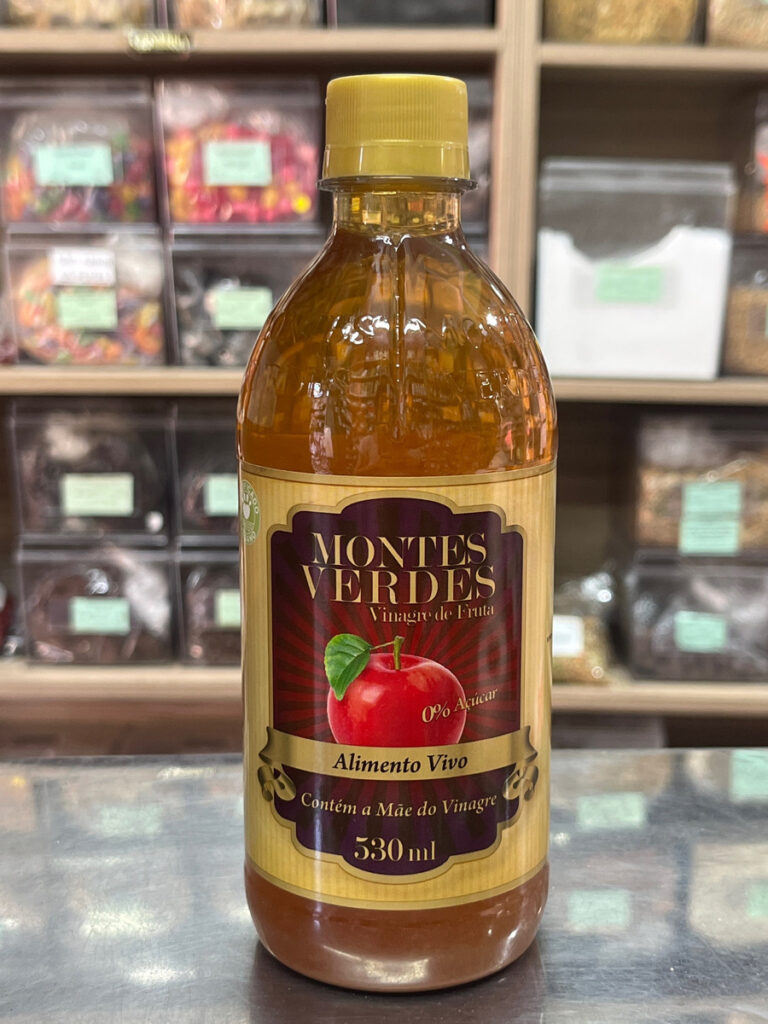 MONTES
VERDES
Vinagre de Fruta
0% Açúcar
Alimento Vivo
Contém a Mãe do Vinagre
530 ml